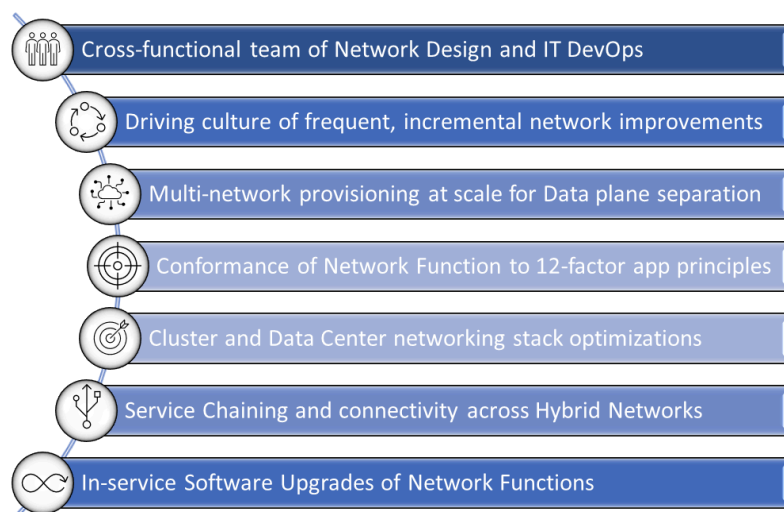 Cross-functional team of Network Design and IT DevOps
Driving culture of frequent, incremental network improvements
Multi-network provisioning at scale for Data plane separation
Conformance of Network Function to 12-factor app principles
Cluster and Data Center networking stack optimizations
Service Chaining and connectivity across Hybrid Networks
In-service Software Upgrades of Network Functions